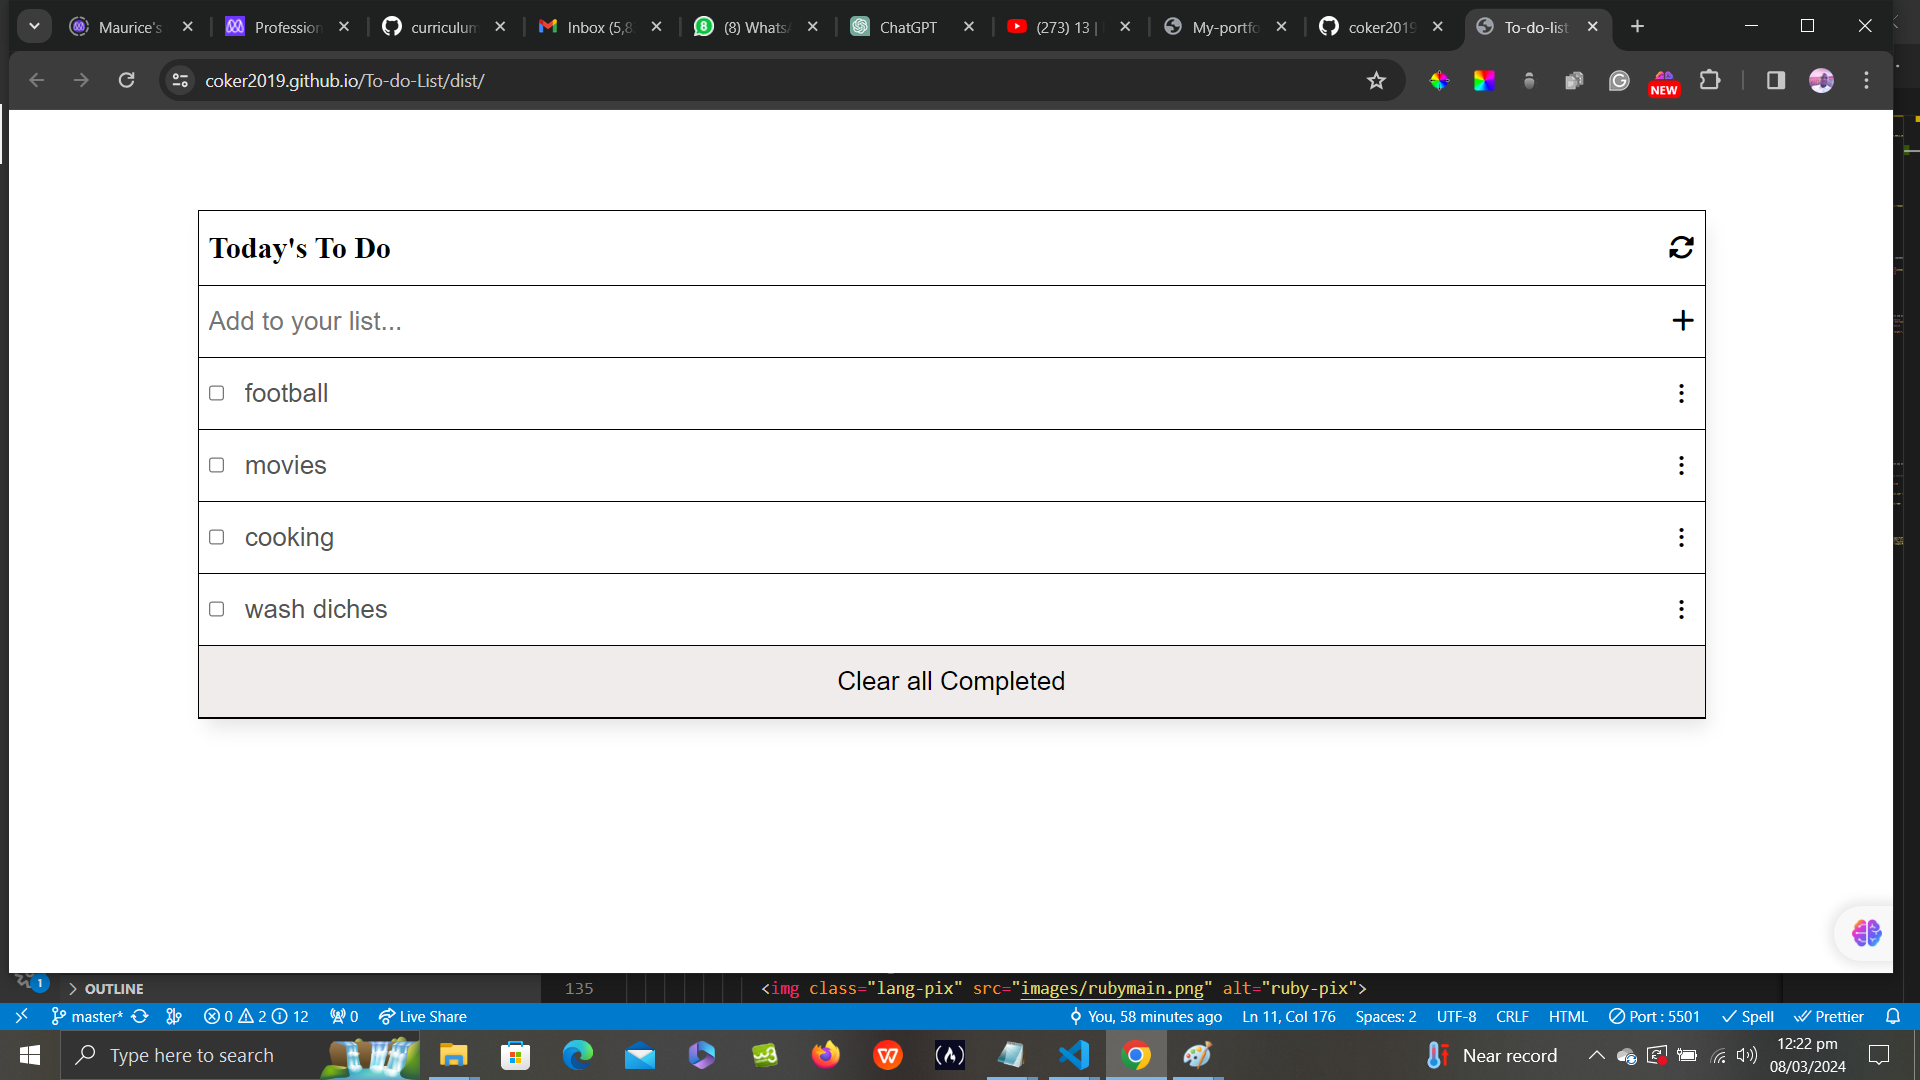 Maurice's
Profession
curriculum
Inbox (5,8
(8) Whats
ChatGPT
(273) 13 |
My-portfo
coker2019
To-do-list
coker2019.github.io/To-do-List/dist/
NEW
Today's To Do
Add to your list...
football
movies
cooking
wash diches
Clear all Completed
1
OUTLINE
135
<img class="lang-pix" src="images/rubymain.png" alt="ruby-pix">
master*
0
2
12
0
Live Share
You, 58 minutes ago
Ln 11, Col 176
Spaces: 2
UTF-8
CRLF
HTML
Port : 5501
Spell
Prettier
Type here to search
Near record
12:22 pm
08/03/2024